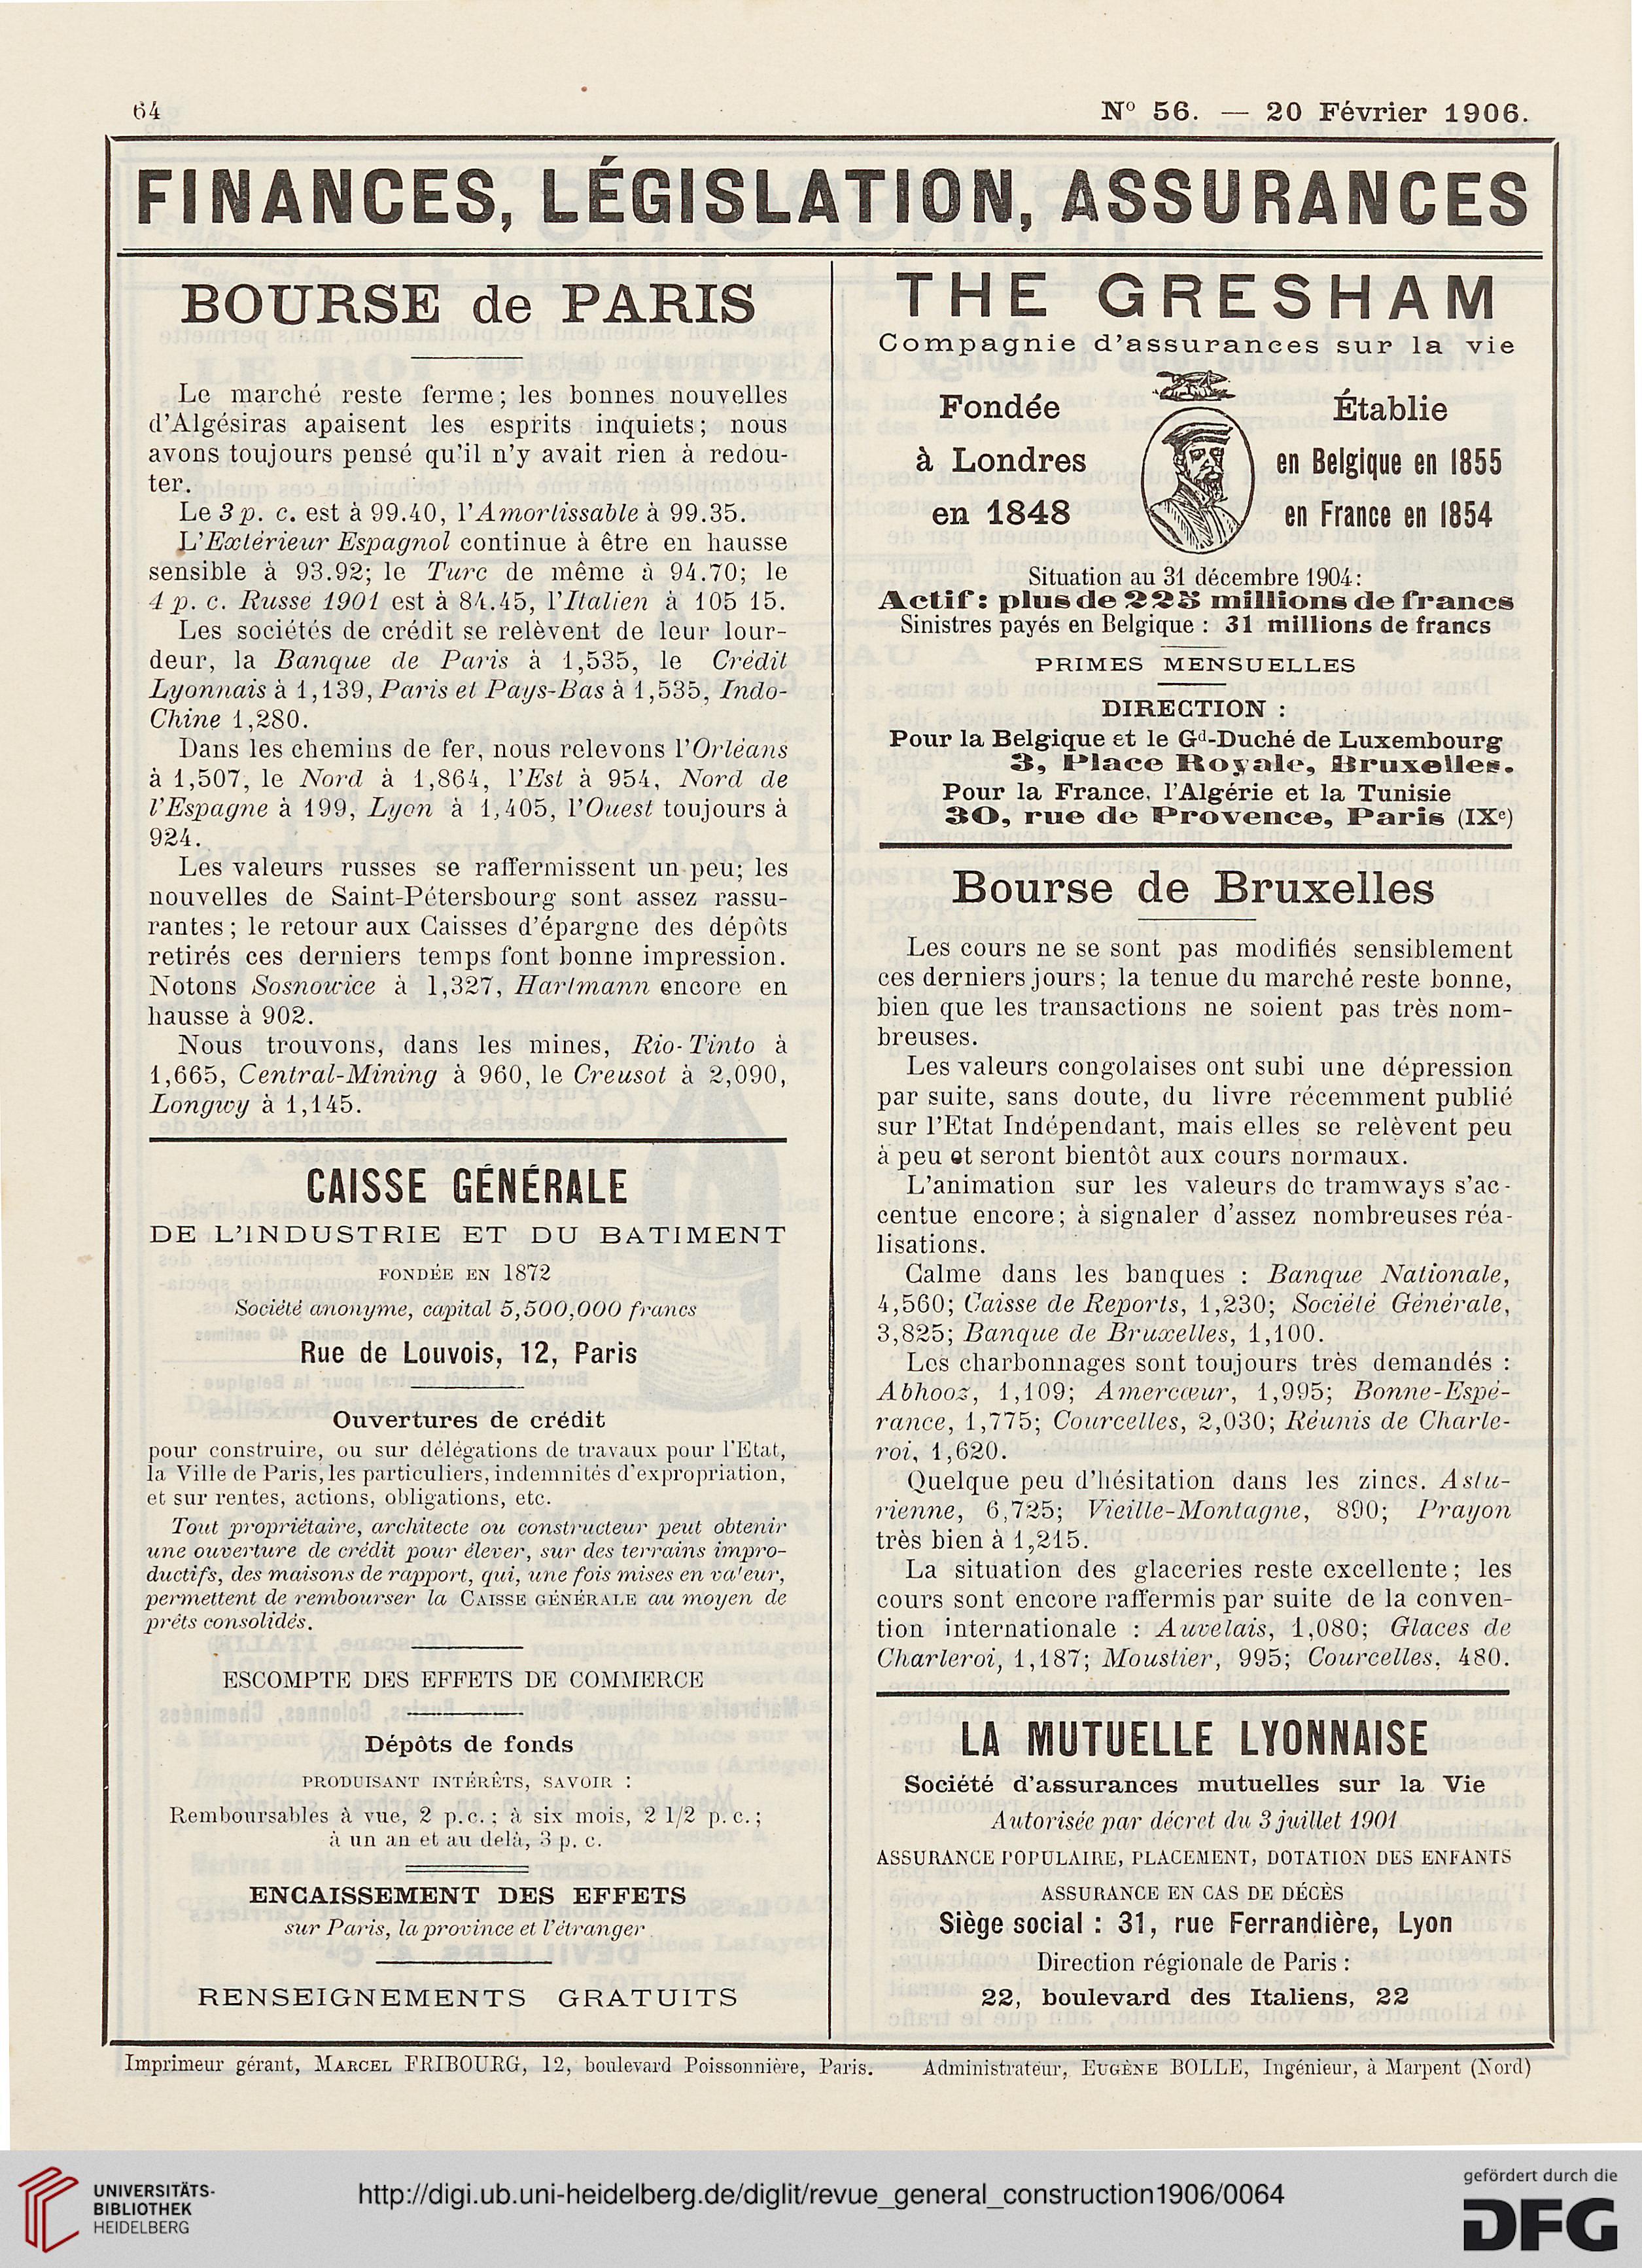 64
N° 56. — 20 Février 1906.
FINANCES, LÉGISLATION, ASSURANCES
BOURSE de PARIS
Le marché reste ferme; les bonnes nouvelles
d'Algésiras apaisent les esprits inquiets; nous
avons toujours pensé qu'il n'y avait rien à redou-
ter.
Le 3 p. c. est à 99.40, l'Amortissable à 99.35.
L'Extérieur Espagnol continue à être en hausse
sensible à 93.92; le Turc de même à 94.70; le
4 p. c. Russe 1901 est à 84.45, l'Italien à 105 15.
Les sociétés de crédit se relèvent de leur lour-
deur, la Banque de Paris à 1,535, le Crédit
Lyonnais à 1,139, Paris et Pays-Bas à 1,535, Indo-
Chine 1,280.
Dans les chemins de fer, nous relevons l'Orléans
à 1,507, le Nord à 1,864, l'Est à 954, Nord de
l'Espagne à 199, Lyon à 1,405, l'Ouest toujours à
924.
Les valeurs russes se raffermissent un peu; les
nouvelles de Saint-Pétersbourg sont assez rassu-
rantes; le retour aux Caisses d'épargne des dépôts
retirés ces derniers temps font bonne impression.
Notons Sosnowice à 1,327, Hartmann encore en
hausse à 902.
Nous trouvons, dans les mines, Rio-Tinto à
1,665, Central-Mining à 960, le Creusot à 2,090,
Longwy à 1,145.
CAISSE GÉNÉRALE
DE L'INDUSTRIE ET DU BATIMENT
FONDÉE EN 1872
Société anonyme, capital 5,500,000 francs
Rue de Louvois, 12, Paris
Ouvertures de crédit
pour construire, ou sur délégations de travaux pour l'Etat,
la Ville de Paris, les particuliers, indemnités d'expropriation,
et sur rentes, actions, obligations, etc.
Tout propriétaire, architecte ou constructeur peut obtenir
une ouverture de crédit pour élever, sur des terrains impro-
ductifs, des maisons de rapport, qui, une fois mises en va'eur,
permettent de rembourser la CAISSE GÉNÉRALE au moyen de
prêts consolidés.
ESCOMPTE DES EFFETS DE COMMERCE
Dépôts de fonds
PRODUISANT INTÉRÊTS, SAVOIR :
Remboursables à vue, 2 p. c. ; à six mois, 2 1/2 p. c. ;
à un an et au delà, 3 p. c.
ENCAISSEMENT DES EFFETS
sur Paris, la province et l'étranger
RENSEIGNEMENTS GRATUITS
THE GRESHAM
Compagnie d'assurances sur la vie
Fondée
à Londres
en 1848
Établie
en Belgique en 1855
en France en 1854
Situation au 31 décembre 1904:
Actif: plus de 225 millions de francs
Sinistres payés en Belgique : 31 millions de francs
PRIMES MENSUELLES
DIRECTION :
Pour la Belgique et le Gd-Duché de Luxembourg
3, Place Royale, Bruxelles.
Pour la France, l'Algérie et la Tunisie
30, rue de Provence, Paris (IXe)
Bourse de Bruxelles
Les cours ne se sont pas modifiés sensiblement
ces derniers jours; la tenue du marché reste bonne,
bien que les transactions ne soient pas très nom-
breuses.
Les valeurs congolaises ont subi une dépression
par suite, sans doute, du livre récemment publié
sur l'Etat Indépendant, mais elles se relèvent peu
à peu et seront bientôt aux cours normaux.
L'animation sur les valeurs de tramways s'ac-
centue encore; à signaler d'assez nombreuses réa-
lisations.
Calme dans les banques : Banque Nationale,
4,560; Caisse de Reports, 1,230; Société Générale,
3,825; Banque de Bruxelles, 1,100.
Les charbonnages sont toujours très demandés :
Abhooz, 1,109; Amercœur, 1,995; Bonne-Espé-
rance, 1,775; Courcelles, 2,030; Réunis de Charle-
roi, 1,620.
Quelque peu d'hésitation dans les zincs. Astu-
rienne, 6,725; Vieille-Montagne, 890; Prayon
très bien à 1,215.
La situation des glaceries reste excellente; les
cours sont encore raffermis par suite de la conven-
tion internationale : Auvelais, 1,080; Glaces de
Charleroi, 1,187; Moustier, 995; Courcelles, 480.
LA MUTUELLE LYONNAISE
Société d'assurances mutuelles sur la Vie
Autorisée par décret du 3 juillet 1901
ASSURANCE POPULAIRE, PLACEMENT, DOTATION DES ENFANTS
ASSURANCE EN CAS DE DÉCÈS
Siège social : 31, rue Ferrandière, Lyon
Direction régionale de Paris :
22, boulevard des Italiens, 22
Imprimeur gérant, MARCEL FRIBOURG, 12, boulevard Poissonnière, Paris.
Administrateur, EUGÈNE BOLLE, Ingénieur, à Marpent (Nord)
UNIVERSITÄTS-
BIBLIOTHEK
HEIDELBERG
http://digi.ub.uni-heidelberg.de/diglit/revue_general_construction1906/0064
gefördert durch die
DFG